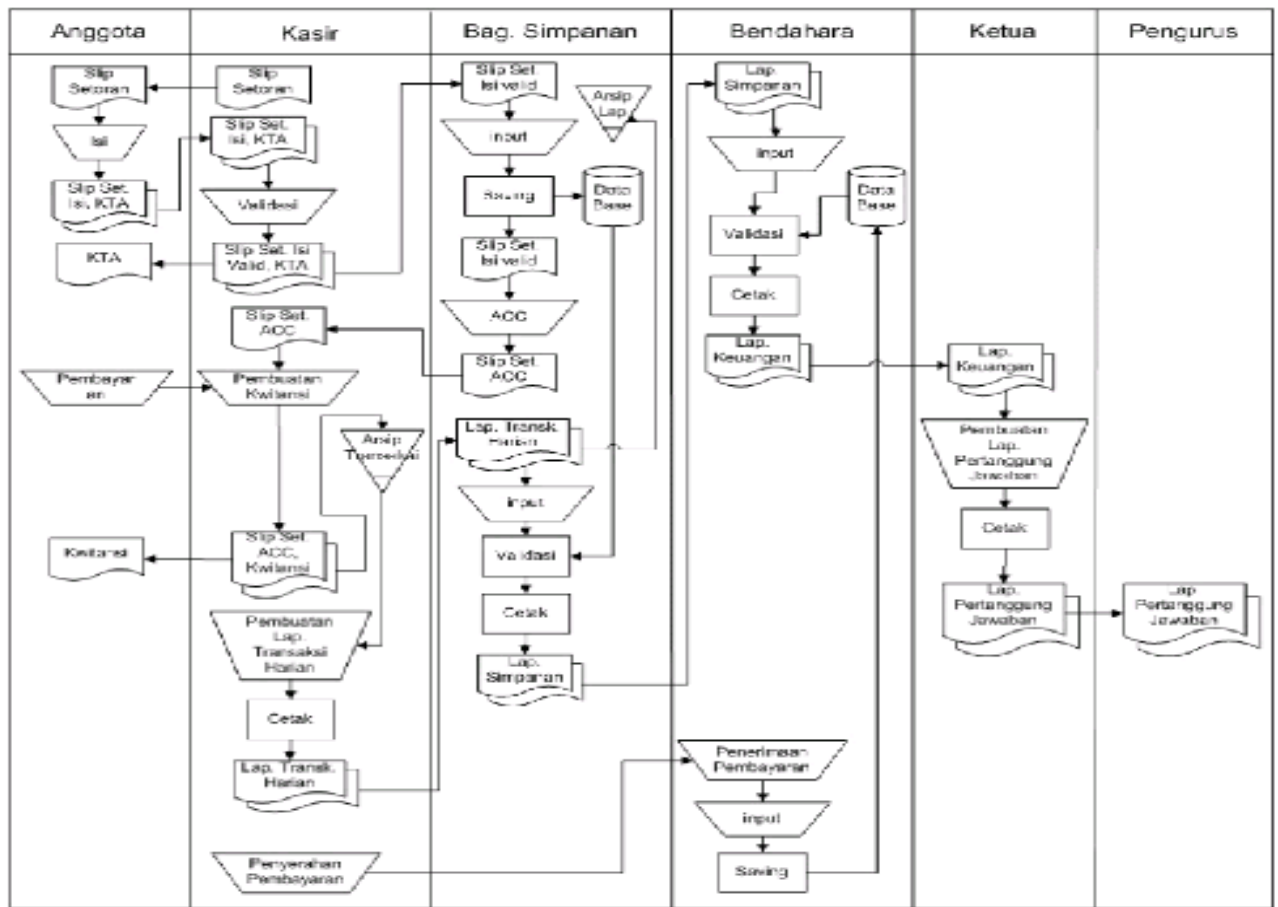 Anggota
Kasir
Bag. Simpanan
Bendahara
Ketua
Pengurus
Slip
Setoran
Isi
Slip Set.
Isi, KTA
KTA
Pembayar
an
Kwitansi
Slip
Setoran
Slip Set.
Isi, KTA
Validasi
Slip Set. Isi
Valid, KTA
Slip Set.
ACC
Pembuatan
Kwitansi
Arsip
Transaksi
Slip Set.
ACC,
Kwitansi
Pembuatan
Lap.
Transaksi
Harian
Cetak
Lap. Transk.
Harian
Penyerahan
Pembayaran
Slip Set.
Isi valid
Arsip
Lap.
input
Saving
Data
Base
Slip Set.
Isi valid
ACC
Slip Set.
ACC
Lap. Transk.
Harian
input
Validasi
Cetak
Lap.
Simpanan
Lap.
Simpanan
input
Data
Base
Validasi
Cetak
Lap.
Keuangan
Penerimaan
Pembayaran
input
Saving
Lap.
Keuangan
Pembuatan
Lap.
Pertanggung
Jawaban
Cetak
Lap.
Pertanggung
Jawaban
Lap
Pertanggung
Jawaban